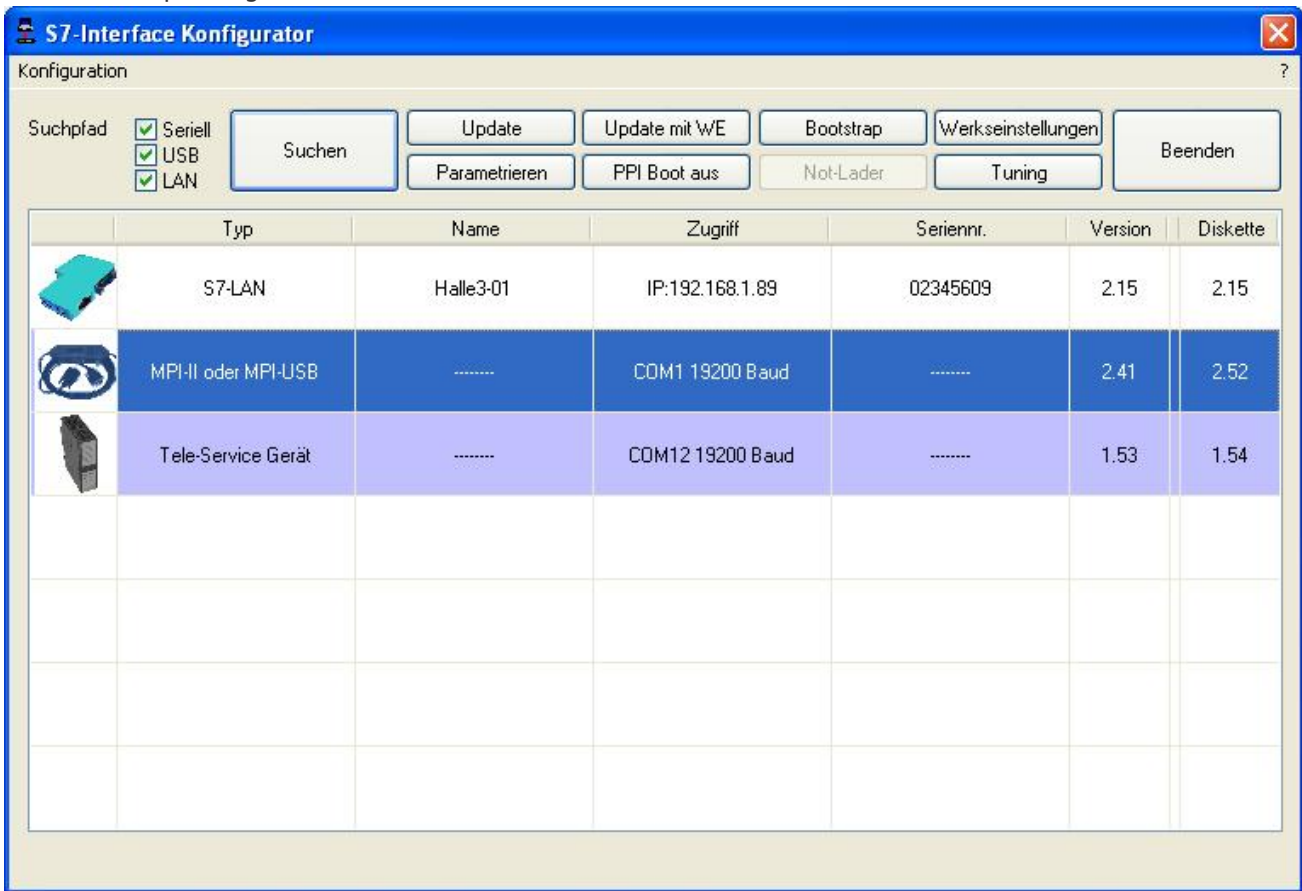 S7-Interface Konfigurator
Konfiguration ?
Suchpfad Seriell USB LAN
Suchen
Update Update mit WE Bootstrap Werkseinstellungen
Parametrieren PPI Boot aus Not-Lader Tuning
Beenden
Typ Name Zugriff Seriennr. Version Diskette
S7-LAN Halle3-01 IP:192.168.1.89 02345609 2.15 2.15
MPI-II oder MPI-USB -------- COM1 19200 Baud -------- 2.41 2.52
Tele-Service Gerät -------- COM12 19200 Baud -------- 1.53 1.54